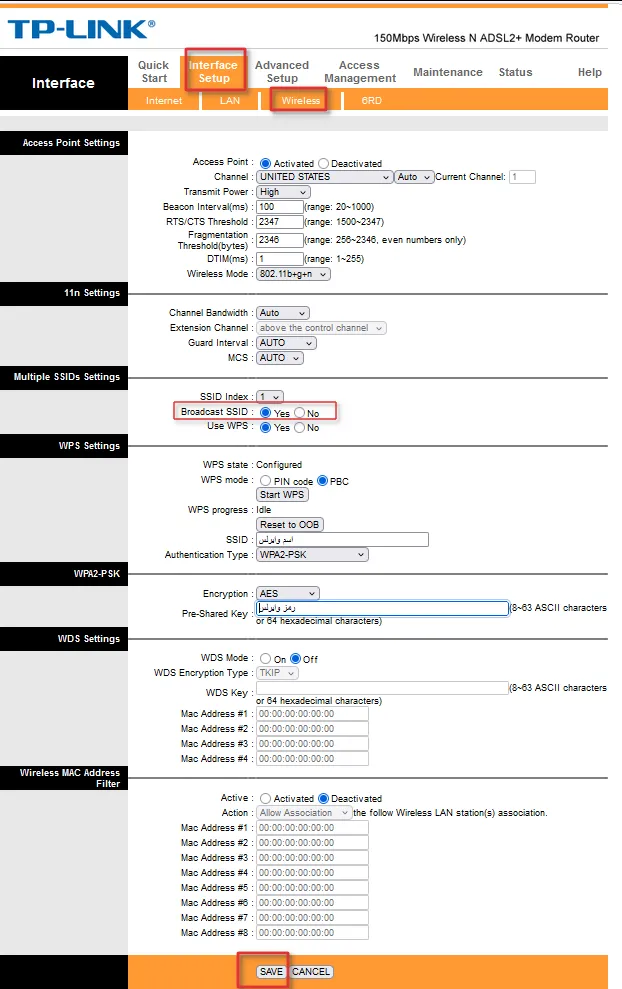 TP-LINK®
150Mbps Wireless N ADSL2+ Modem Router
Interface
Quick Start
Interface Setup
Advanced Setup
Access Management
Maintenance
Status
Help
Internet
LAN
Wireless
6RD
Access Point Settings
Access Point : Activated Deactivated
Channel : UNITED STATES Auto Current Channel: 1
Transmit Power : High
Beacon Interval(ms) : 100 (range: 20~1000)
RTS/CTS Threshold : 2347 (range: 1500~2347)
Fragmentation
Threshold(bytes) : 2346 (range: 256~2346, even numbers only)
DTIM(ms) : 1 (range: 1~255)
Wireless Mode : 802.11b+g+n
11n Settings
Channel Bandwidth : Auto
Extension Channel : above the control channel
Guard Interval : AUTO
MCS : AUTO
Multiple SSIDs Settings
SSID Index : 1
Broadcast SSID : Yes No
Use WPS : Yes No
WPS Settings
WPS state : Configured
WPS mode : PIN code PBC
Start WPS
WPS progress : Idle
Reset to OOB
SSID : اسم وایرلس
Authentication Type : WPA2-PSK
WPA2-PSK
Encryption : AES
Pre-Shared Key : رمز وایرلس (8~63 ASCII characters
or 64 hexadecimal characters)
WDS Settings
WDS Mode : On Off
WDS Encryption Type : TKIP
WDS Key : (8~63 ASCII characters
or 64 hexadecimal characters)
Mac Address #1 : 00:00:00:00:00:00
Mac Address #2 : 00:00:00:00:00:00
Mac Address #3 : 00:00:00:00:00:00
Mac Address #4 : 00:00:00:00:00:00
Wireless MAC Address
Filter
Active : Activated Deactivated
Action : Allow Association the follow Wireless LAN station(s) association.
Mac Address #1 : 00:00:00:00:00:00
Mac Address #2 : 00:00:00:00:00:00
Mac Address #3 : 00:00:00:00:00:00
Mac Address #4 : 00:00:00:00:00:00
Mac Address #5 : 00:00:00:00:00:00
Mac Address #6 : 00:00:00:00:00:00
Mac Address #7 : 00:00:00:00:00:00
Mac Address #8 : 00:00:00:00:00:00
SAVE CANCEL